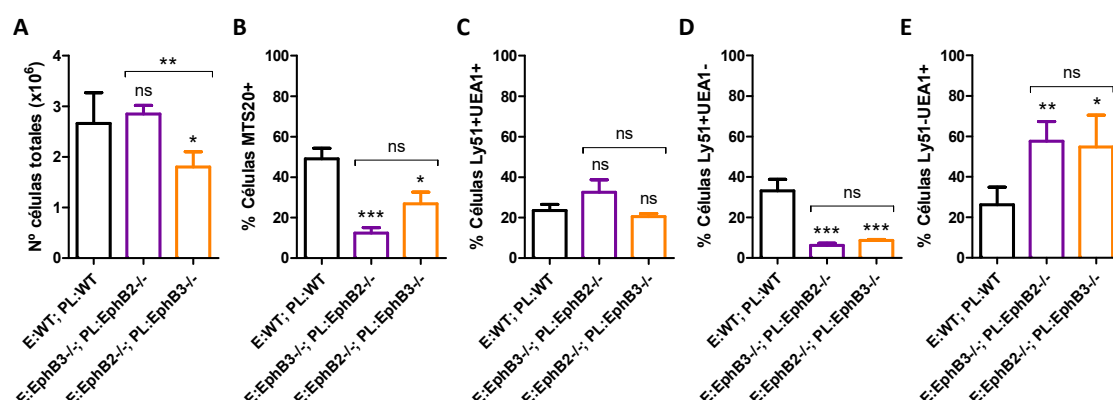 A
B
C
D
E
Nº células totales (x10⁶)
4
3
2
1
0
ns
**
*
E:WT; PL:WT
E:EphB3-/-; PL:EphB2-/-
E:EphB2-/-; PL:EphB3-/-
% Células MTS20+
100
80
60
40
20
0
***
ns
*
E:WT; PL:WT
E:EphB3-/-; PL:EphB2-/-
E:EphB2-/-; PL:EphB3-/-
% Células Ly51+UEA1+
100
80
60
40
20
0
ns
ns
ns
E:WT; PL:WT
E:EphB3-/-; PL:EphB2-/-
E:EphB2-/-; PL:EphB3-/-
% Células Ly51+UEA1-
100
80
60
40
20
0
***
ns
***
E:WT; PL:WT
E:EphB3-/-; PL:EphB2-/-
E:EphB2-/-; PL:EphB3-/-
% Células Ly51-UEA1+
100
80
60
40
20
0
**
ns
*
E:WT; PL:WT
E:EphB3-/-; PL:EphB2-/-
E:EphB2-/-; PL:EphB3-/-